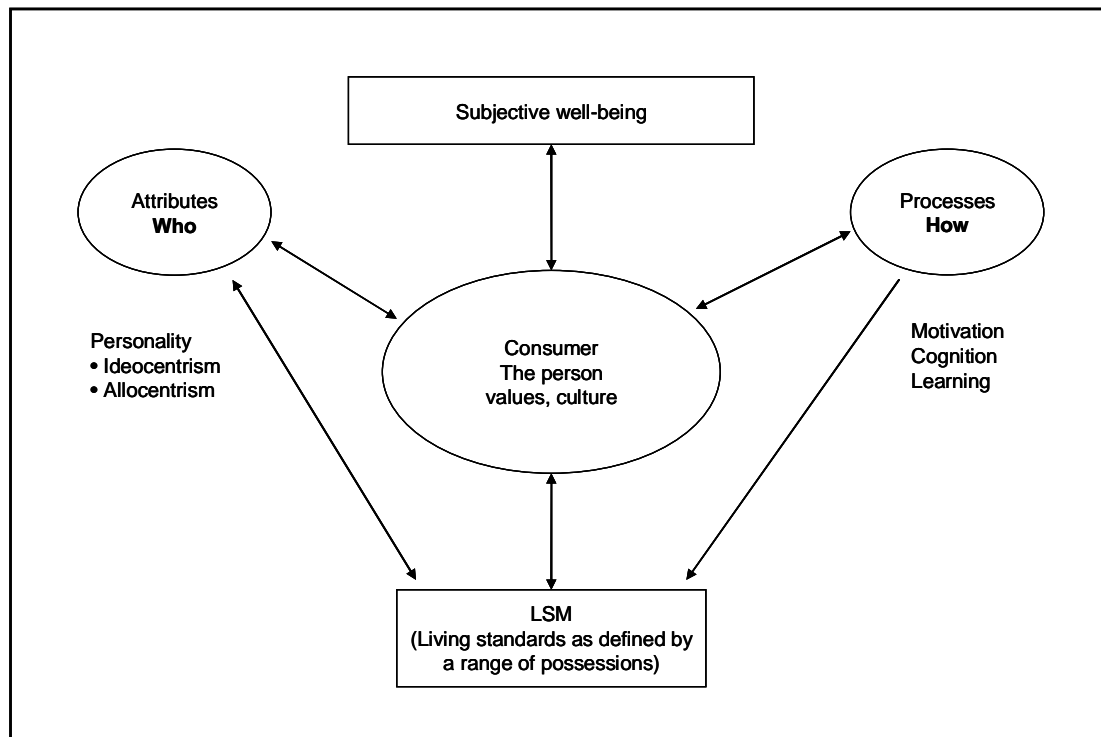 Subjective well-being
Attributes
Who
Processes
How
Personality
• Ideocentrism
• Allocentrism
Consumer
The person
values, culture
Motivation
Cognition
Learning
LSM
(Living standards as defined by
a range of possessions)